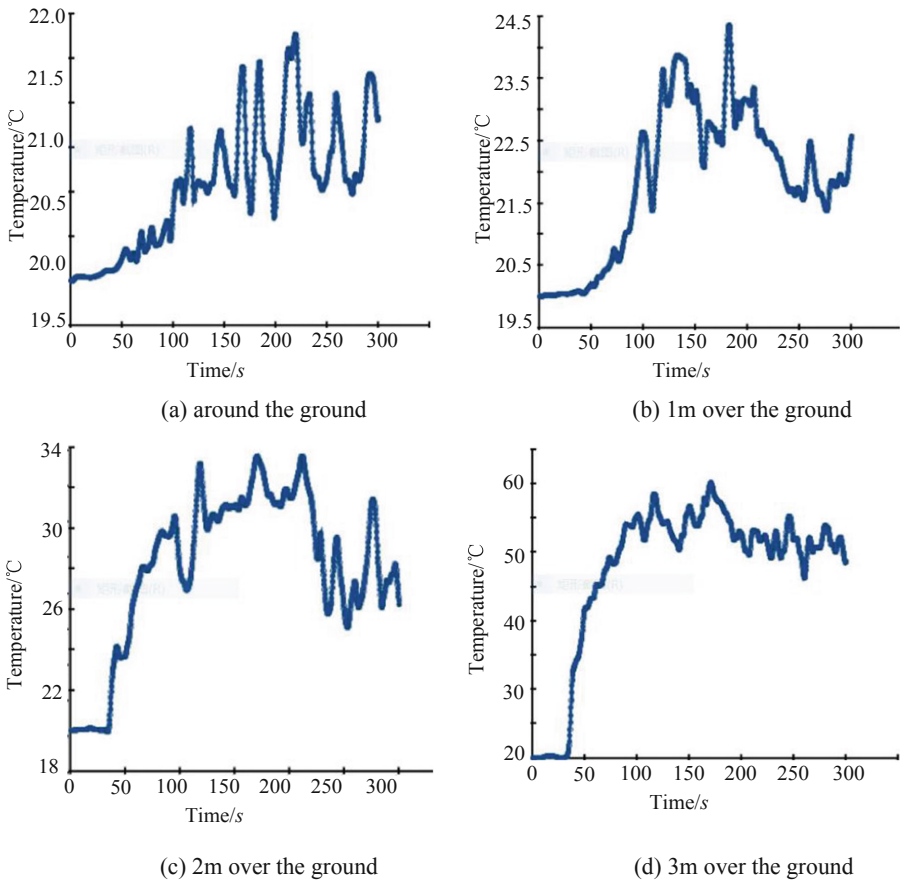 22.0
21.5
21.0
20.5
20.0
19.5
Temperature/℃
0 50 100 150 200 250 300
Time/s
(a) around the ground
24.5
23.5
22.5
21.5
20.5
19.5
Temperature/℃
0 50 100 150 200 250 300
Time/s
(b) 1m over the ground
34
30
26
22
18
Temperature/℃
0 50 100 150 200 250 300
Time/s
(c) 2m over the ground
60
50
40
30
20
Temperature/℃
0 50 100 150 200 250 300
Time/s
(d) 3m over the ground